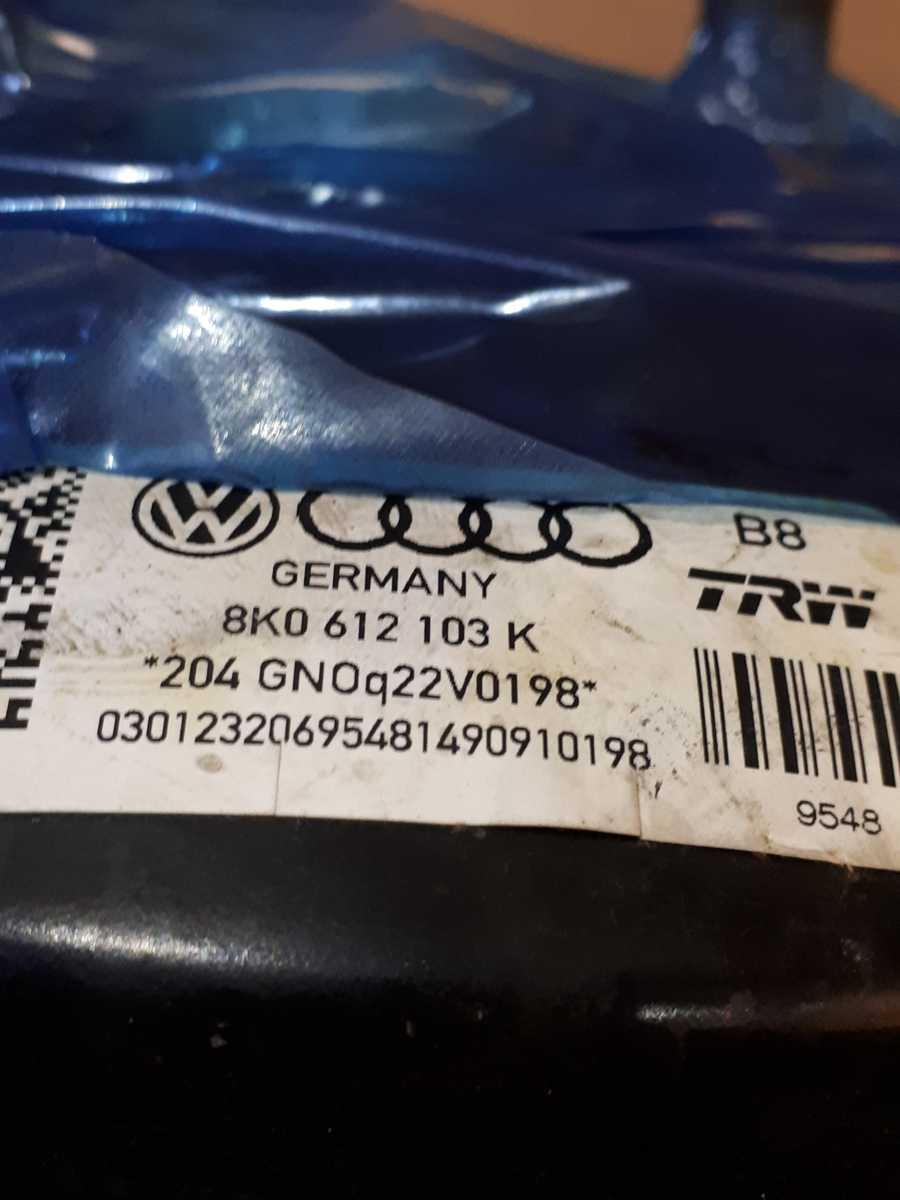 B8
GERMANY
TRW
8K0 612 103 K
*204 GNOq22V0198*
03012320695481490910198
9548